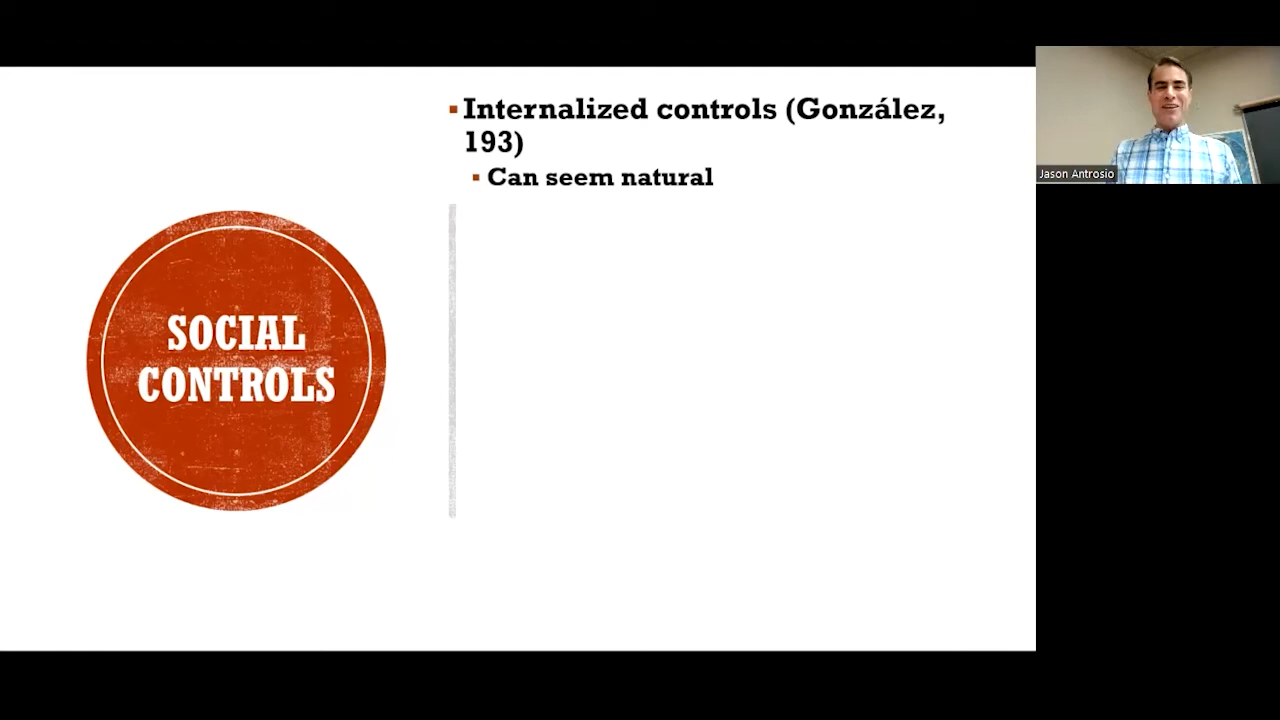 Internalized controls (González,
193)
Can seem natural
SOCIAL
CONTROLS
Jason Antrosio